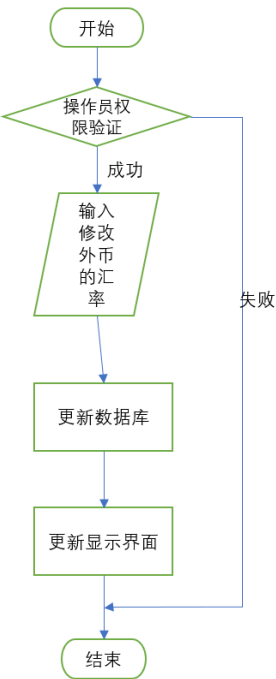 开始
操作员权
限验证
成功
输入
修改
外币
的汇
率
失败
更新数据库
更新显示界面
结束